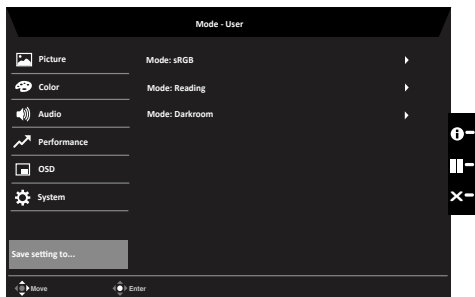 Mode - User
Picture
Mode: sRGB
Color
Mode: Reading
Audio
Mode: Darkroom
Performance
OSD
System
Save setting to...
Move
Enter